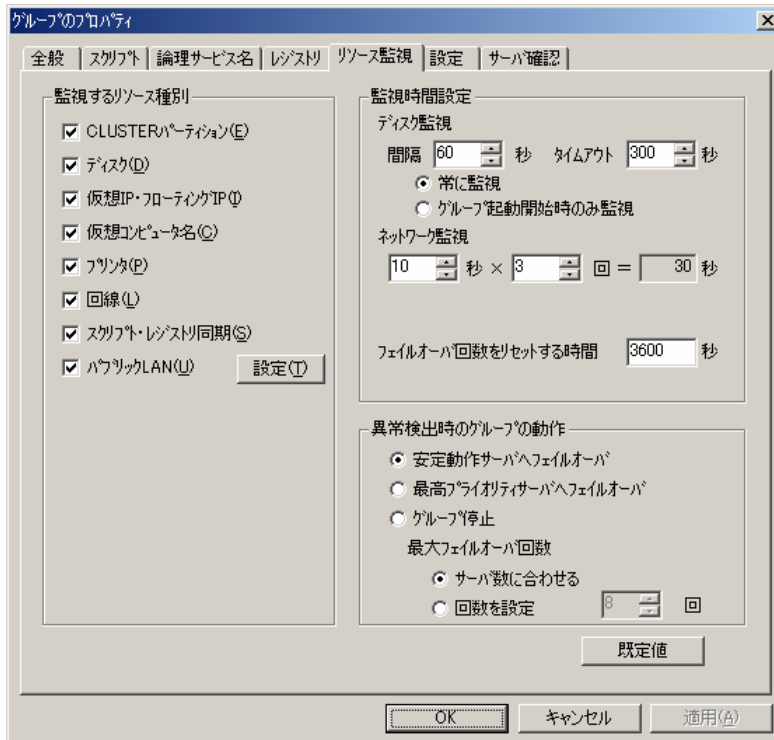 グループのプロパティ
全般 スクリプト 論理サービス名 レジストリ リソース監視 設定 サーバ確認
監視するリソース種別
CLUSTERパーティション(E)
ディスク(D)
仮想IP・フローティングIP(I)
仮想コンピュータ名(C)
プリンタ(P)
回線(L)
スクリプト・レジストリ同期(S)
パブリックLAN(U) 設定(T)
監視時間設定
ディスク監視
間隔 60 秒 タイムアウト 300 秒
常に監視
グループ起動開始時のみ監視
ネットワーク監視
10 秒 × 3 回 = 30 秒
フェイルオーバ回数をリセットする時間 3600 秒
異常検出時のグループの動作
安定動作サーバへフェイルオーバ
最高プライオリティサーバへフェイルオーバ
グループ停止
最大フェイルオーバ回数
サーバ数に合わせる
回数を設定 8 回
既定値
OK キャンセル 適用(A)